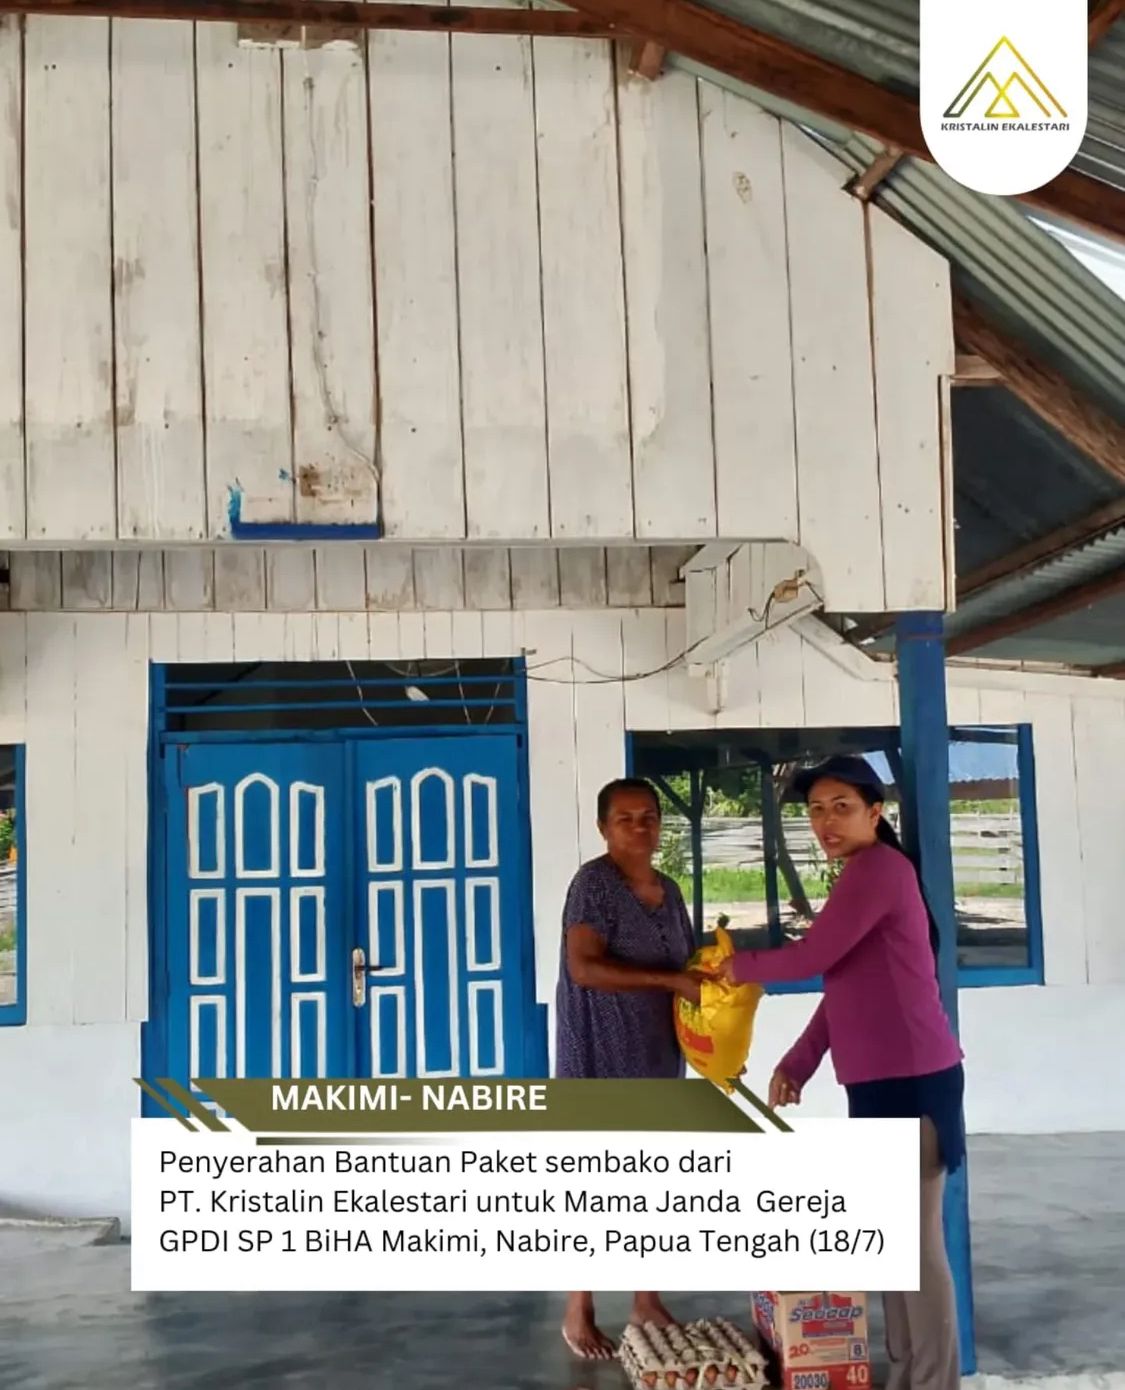 KRISTALIN EKALESTARI
MAKIMI- NABIRE
Penyerahan Bantuan Paket sembako dari
PT. Kristalin Ekalestari untuk Mama Janda Gereja
GPDI SP 1 BiHA Makimi, Nabire, Papua Tengah (18/7)
Sedaap
20
8
20030
40